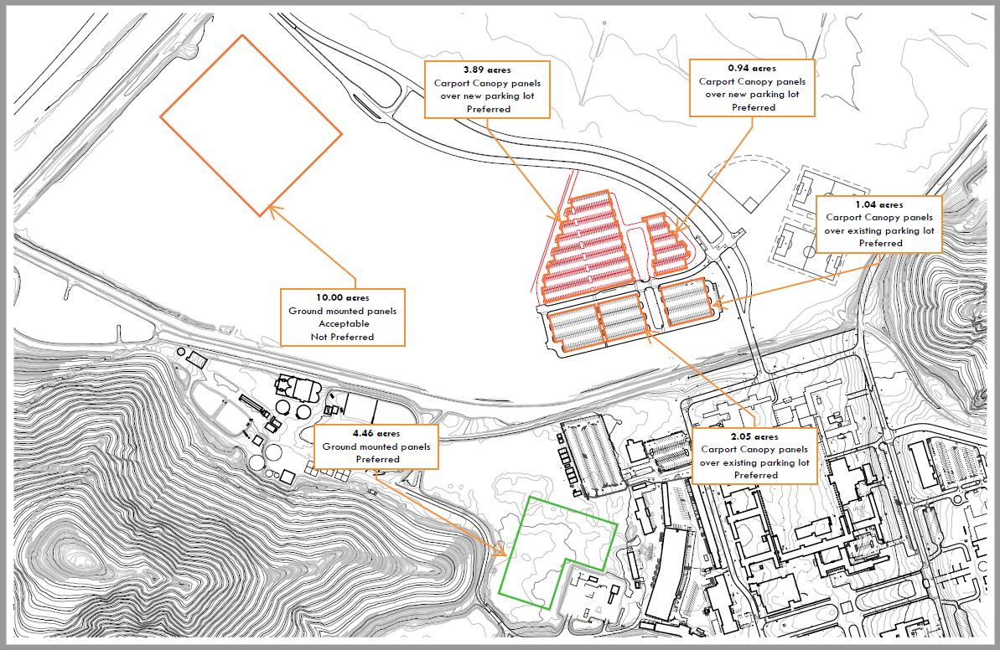 3.89 acres
Carport Canopy panels
over new parking lot
Preferred
0.94 acres
Carport Canopy panels
over new parking lot
Preferred
1.04 acres
Carport Canopy panels
over existing parking lot
Preferred
10.00 acres
Ground mounted panels
Acceptable
Not Preferred
4.46 acres
Ground mounted panels
Preferred
2.05 acres
Carport Canopy panels
over existing parking lot
Preferred